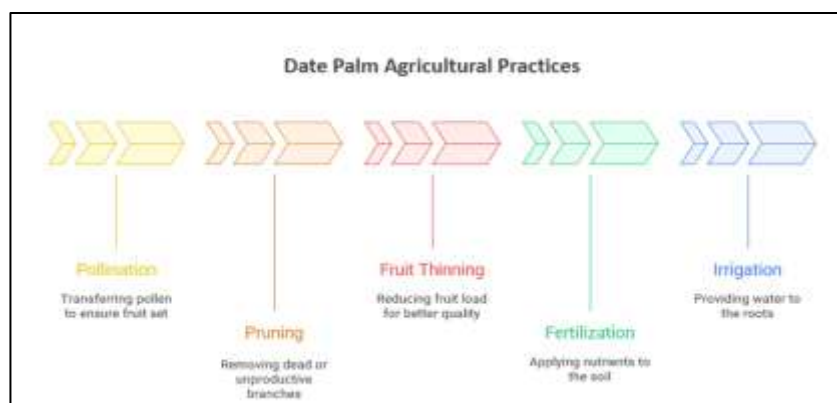 Date Palm Agricultural Practices
Pollination
Transferring pollen
to ensure fruit set
Pruning
Removing dead or
unproductive
branches
Fruit Thinning
Reducing fruit load
for better quality
Fertilization
Applying nutrients to
the soil
Irrigation
Providing water to
the roots